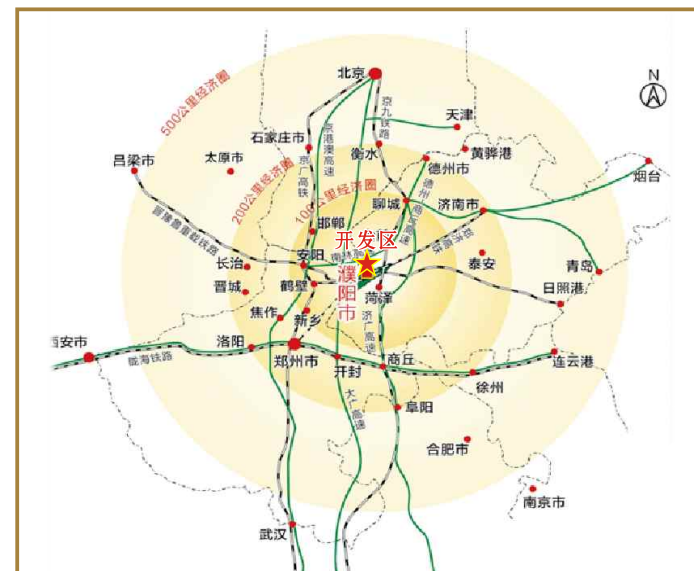 北京
N
500公里经济圈
京九铁路
天津
京港澳高速
石家庄市
衡水
黄骅港
吕梁市
太原市
京广高铁
200公里经济圈
100公里经济圈
德州市
烟台
聊城
济南市
晋豫鲁重载铁路
邯郸
开发区
安阳
长治
泰安
青岛
鹤壁
濮阳市
菏泽
日照港
晋城
焦作
新乡
济广高速
西安市
陇海铁路
洛阳
郑州市
开封
商丘
徐州
连云港
大广高速
阜阳
合肥市
南京市
武汉